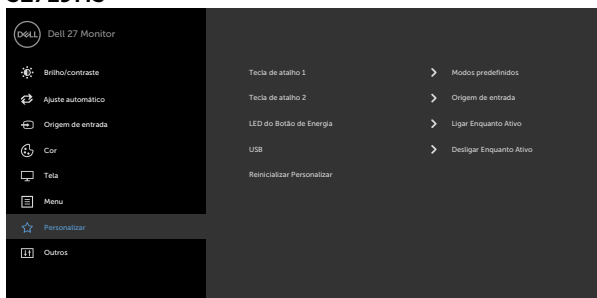 DELL
Dell 27 Monitor
Brilho/contraste
Tecla de atalho 1
Modos predefinidos
Ajuste automático
Tecla de atalho 2
Origem de entrada
Origem de entrada
LED do Botão de Energia
Ligar Enquanto Ativo
Cor
USB
Desligar Enquanto Ativo
Tela
Reinicializar Personalizar
Menu
Personalizar
Outros